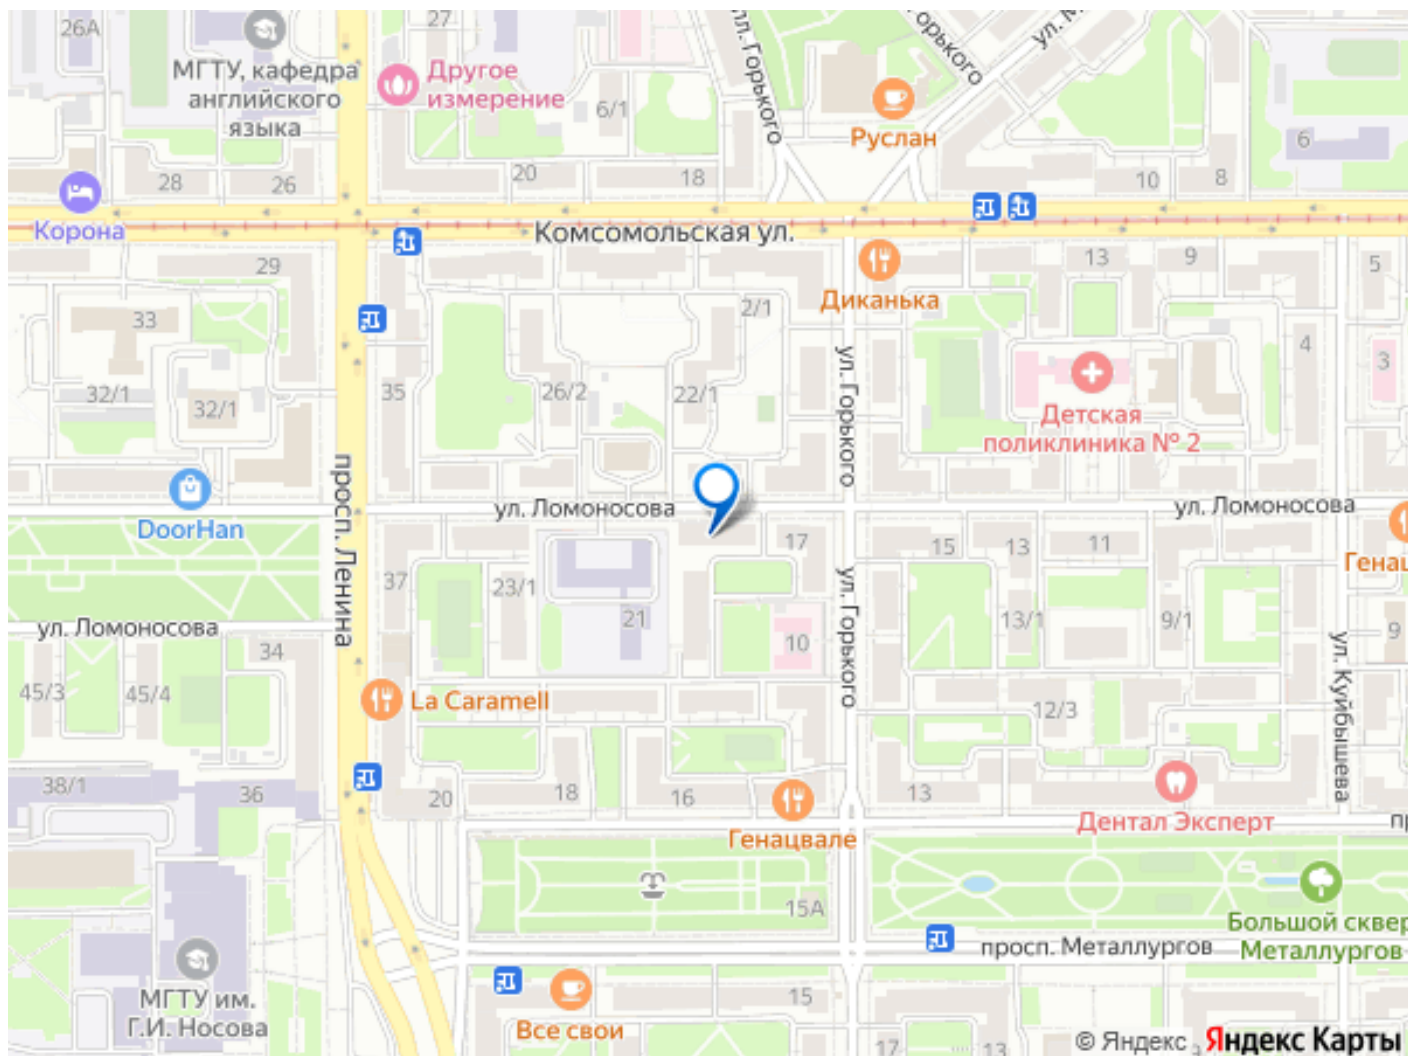 26А
27
МГТУ, кафедра
английского
языка
Другое
измерение
6/1
пл. Горького
Горького
ул. М
Руслан
6
28
26
20
18
10
8
Корона
Комсомольская ул.
29
13
9
5
Диканька
2/1
33
35
26/2
22/1
32/1
32/1
ул. Горького
4
3
Детская
поликлиника № 2
просп. Ленина
DoorHan
ул. Ломоносова
ул. Ломоносова
Генац
17
15
13
11
37
23/1
21
10
ул. Горького
13/1
9/1
9
ул. Ломоносова
34
45/3
45/4
La Caramell
12/3
ул. Куйбышева
38/1
36
20
18
16
13
Генацвале
Дентал Эксперт
п
15А
Большой сквер
Металлургов
просп. Металлургов
МГТУ им.
Г.И. Носова
Все свои
15
17
13
© Яндекс Яндекс Карты